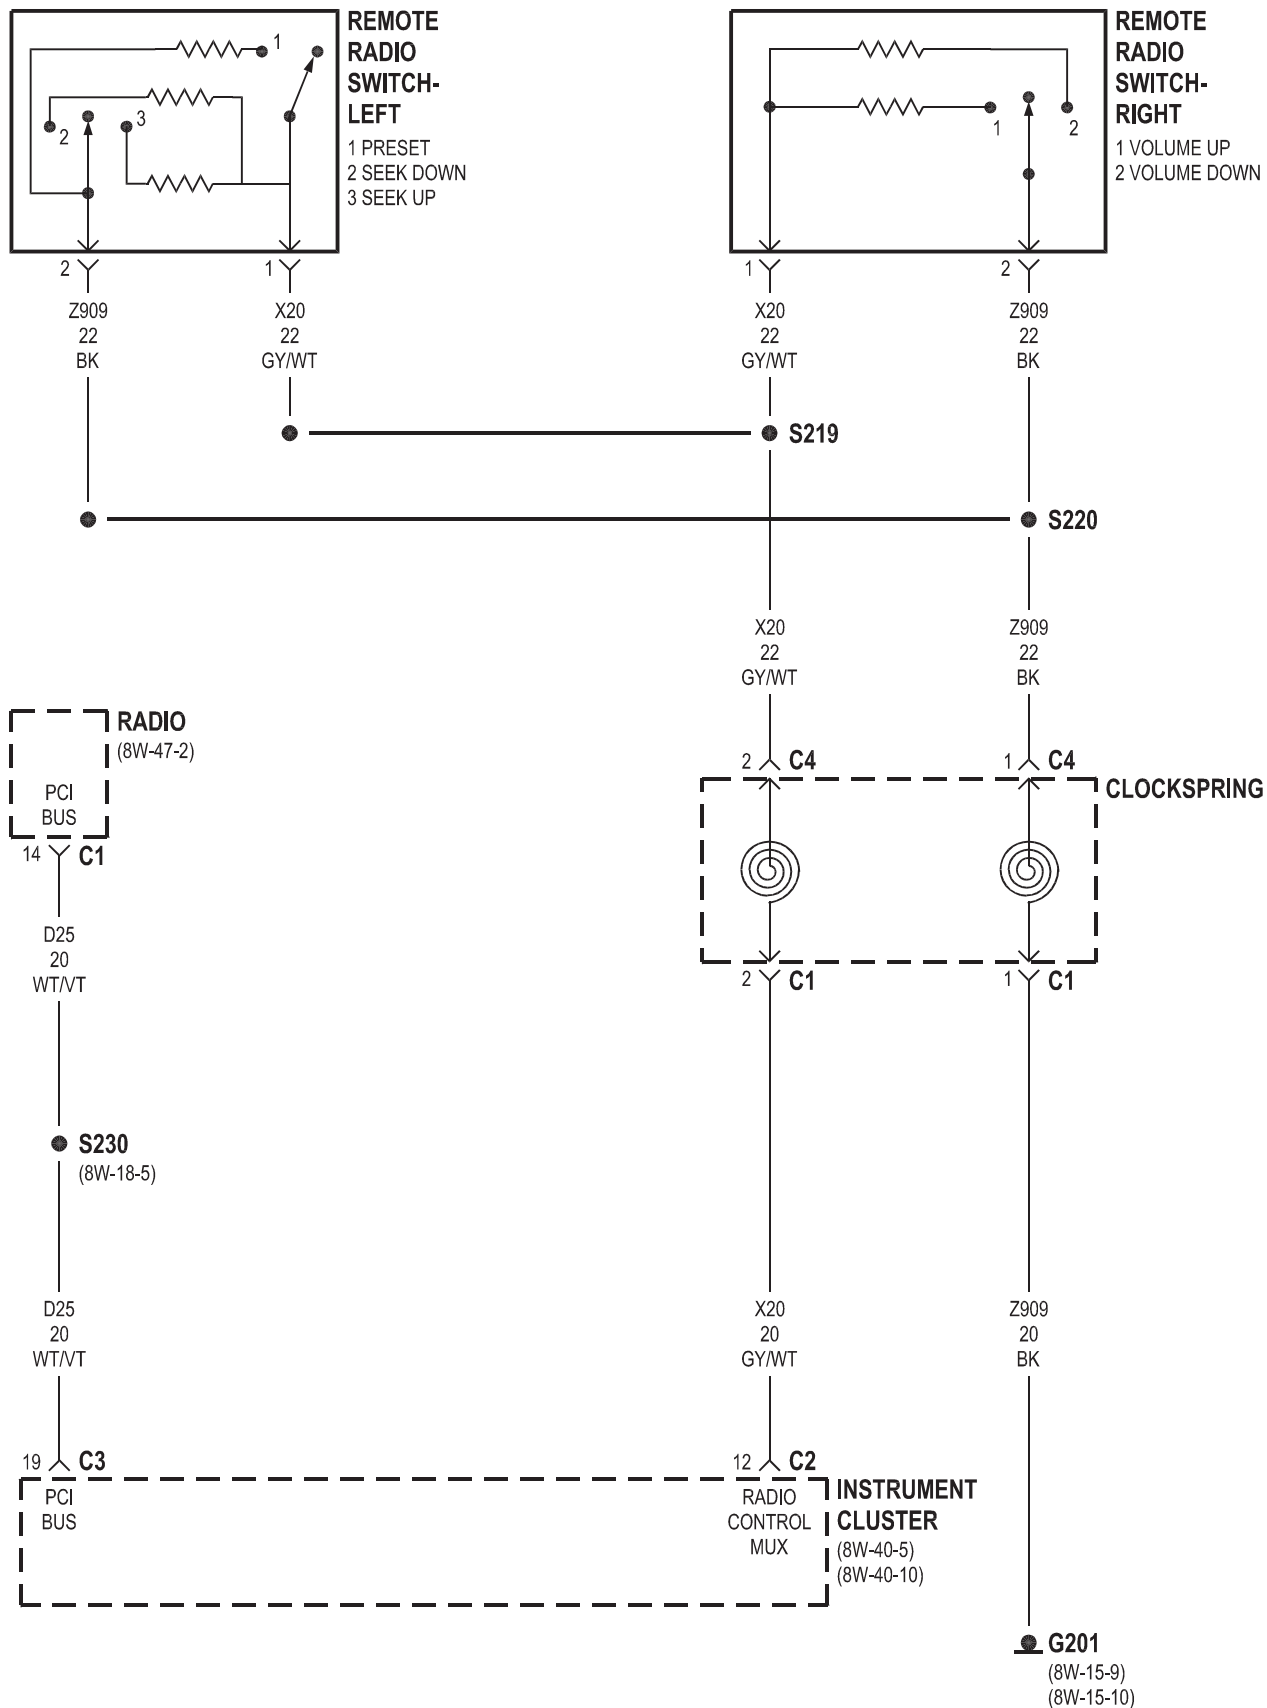 REMOTE
RADIO
SWITCH-
LEFT
1 PRESET
2 SEEK DOWN
3 SEEK UP
1
2
3
REMOTE
RADIO
SWITCH-
RIGHT
1 VOLUME UP
2 VOLUME DOWN
1
2
2
1
1
2
Z909
22
BK
X20
22
GY/WT
X20
22
GY/WT
Z909
22
BK
S219
S220
X20
22
GY/WT
Z909
22
BK
RADIO
(8W-47-2)
PCI
BUS
14 C1
2 C4
1 C4
CLOCKSPRING
D25
20
WT/VT
2 C1
1 C1
S230
(8W-18-5)
D25
20
WT/VT
X20
20
GY/WT
Z909
20
BK
19 C3
12 C2
PCI
BUS
RADIO
CONTROL
MUX
INSTRUMENT
CLUSTER
(8W-40-5)
(8W-40-10)
G201
(8W-15-9)
(8W-15-10)